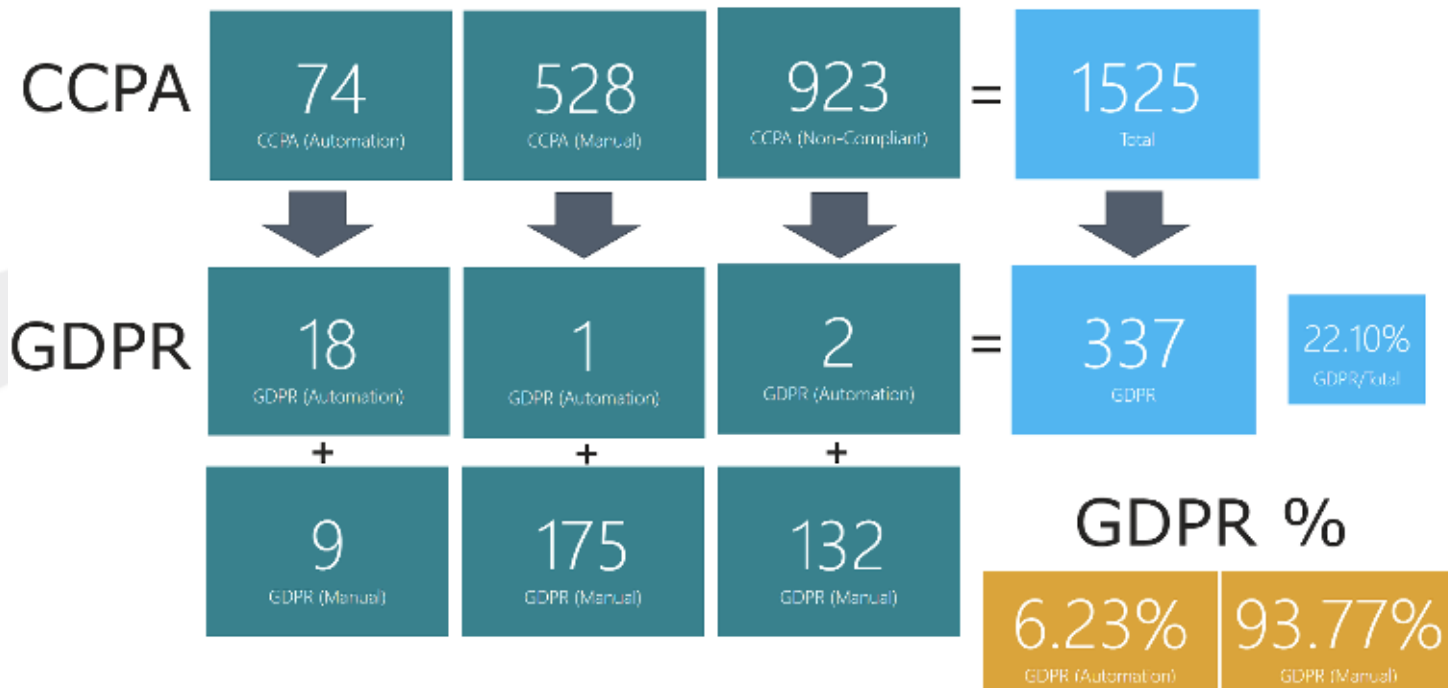 CCPA
74
CCPA (Automation)
528
CCPA (Manual)
923
CCPA (Non-Compliant)
=
1525
Total
GDPR
18
GDPR (Automation)
1
GDPR (Automation)
2
GDPR (Automation)
=
337
GDPR
22.10%
GDPR/Total
+
+
+
9
GDPR (Manual)
175
GDPR (Manual)
132
GDPR (Manual)
GDPR %
6.23%
GDPR (Automation)
93.77%
GDPR (Manual)